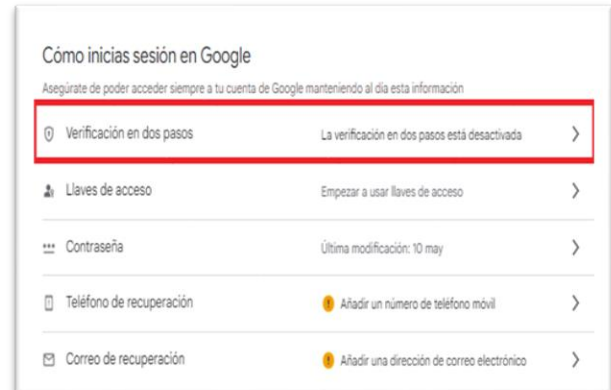 Cómo inicias sesión en Google
Asegúrate de poder acceder siempre a tu cuenta de Google manteniendo al día esta información
Verificación en dos pasos La verificación en dos pasos está desactivada
Llaves de acceso Empezar a usar llaves de acceso
Contraseña Última modificación: 10 may
Teléfono de recuperación Añadir un número de teléfono móvil
Correo de recuperación Añadir una dirección de correo electrónico